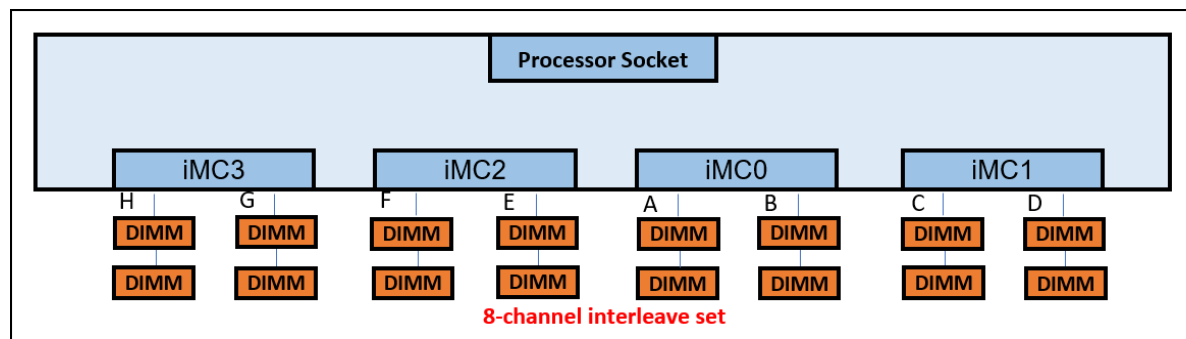 Processor Socket
iMC3 iMC2 iMC0 iMC1
H G F E A B C D
DIMM DIMM DIMM DIMM DIMM DIMM DIMM DIMM
DIMM DIMM DIMM DIMM DIMM DIMM DIMM DIMM
8-channel interleave set